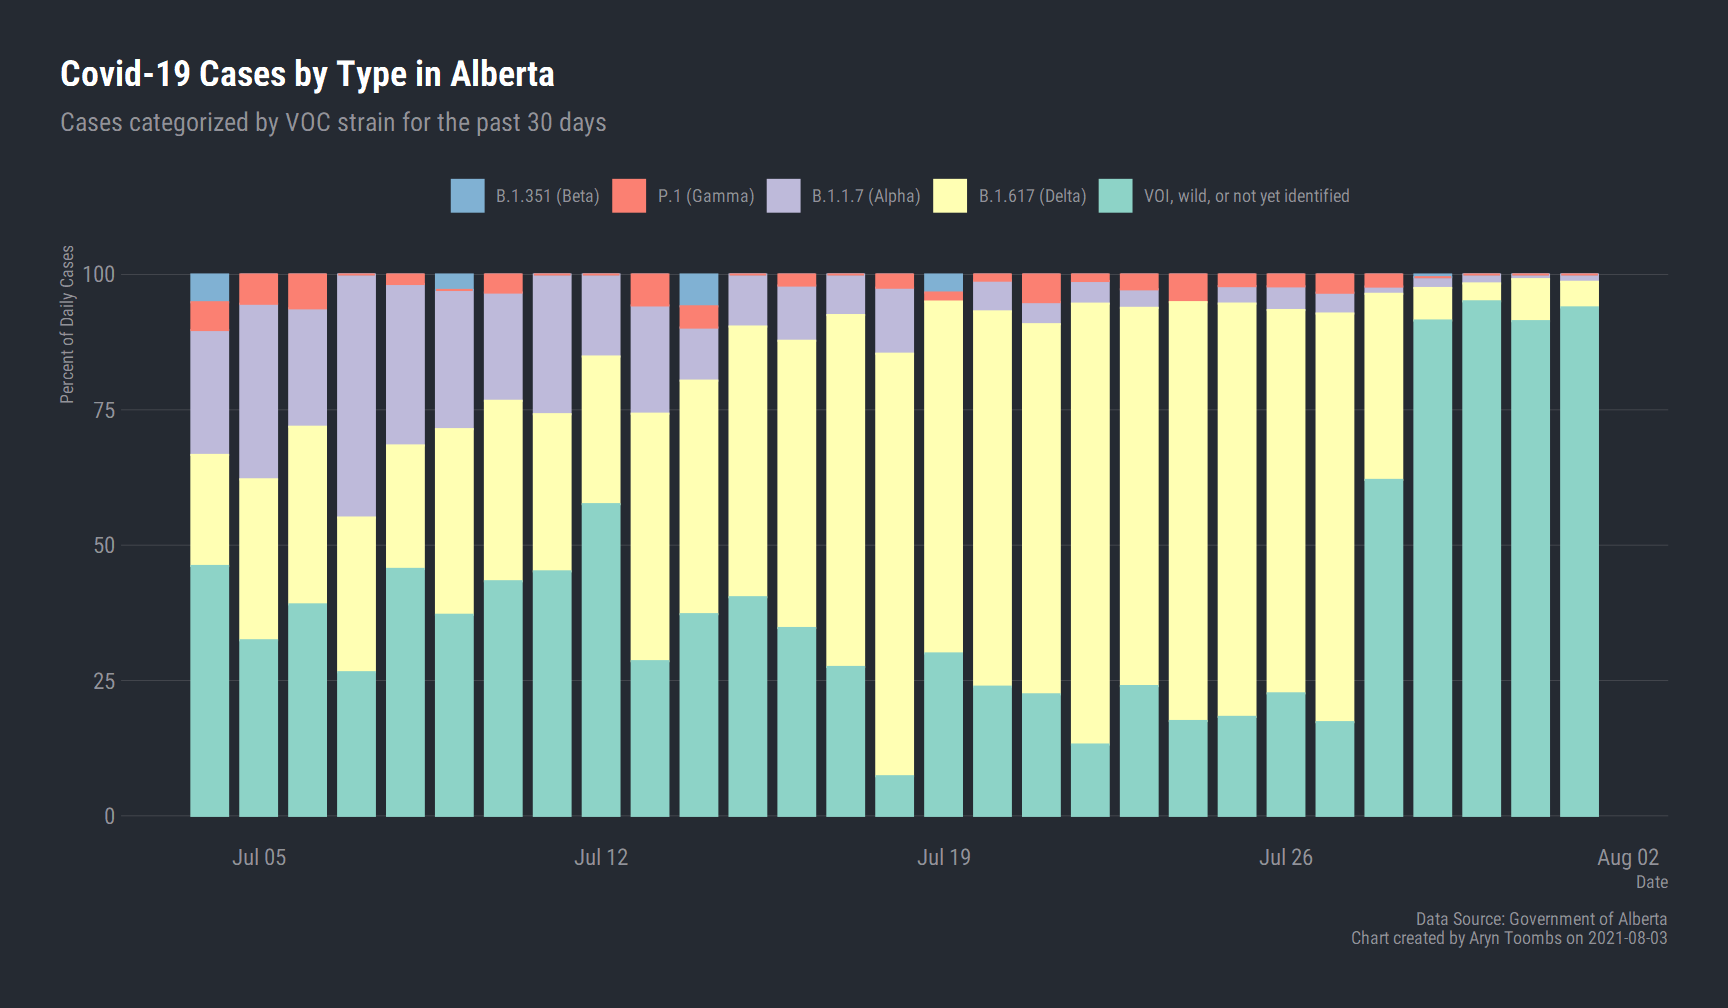 Covid-19 Cases by Type in Alberta
Cases categorized by VOC strain for the past 30 days
B.1.351 (Beta) P.1 (Gamma) B.1.1.7 (Alpha) B.1.617 (Delta) VOI, wild, or not yet identified
Percent of Daily Cases
100
75
50
25
0
Jul 05 Jul 12 Jul 19 Jul 26 Aug 02
Date
Data Source: Government of Alberta
Chart created by Aryn Toombs on 2021-08-03